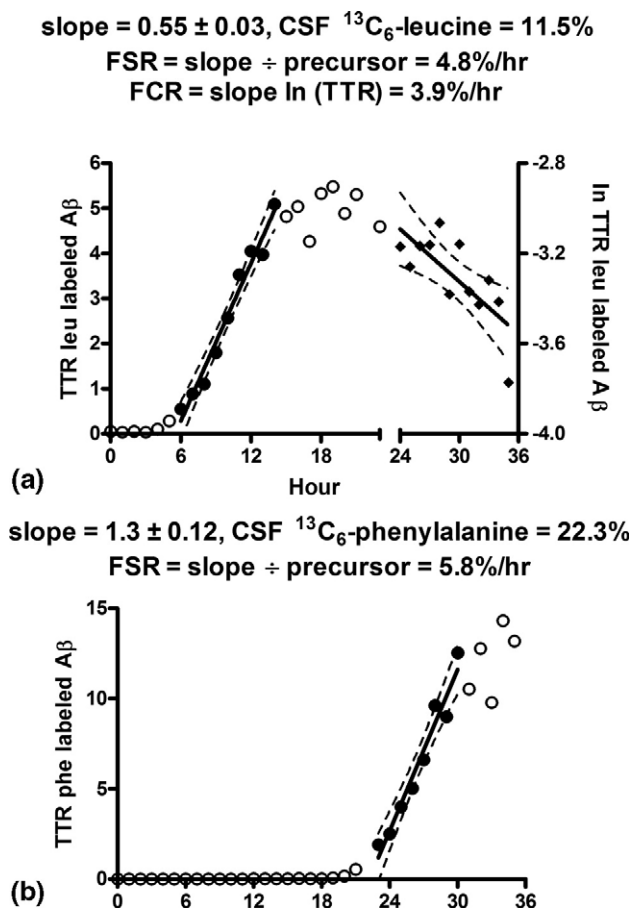 slope = 0.55 ± 0.03, CSF ¹³C₆-leucine = 11.5%
FSR = slope ÷ precursor = 4.8%/hr
FCR = slope ln (TTR) = 3.9%/hr
TTR leu labeled Aβ
6
5
4
3
2
1
0
0 6 12 18 24 30 36
Hour
-2.8
-3.2
-3.6
-4.0
ln TTR leu labeled Aβ
(a)
slope = 1.3 ± 0.12, CSF ¹³C₆-phenylalanine = 22.3%
FSR = slope ÷ precursor = 5.8%/hr
TTR phe labeled Aβ
15
10
5
0
0 6 12 18 24 30 36
(b)